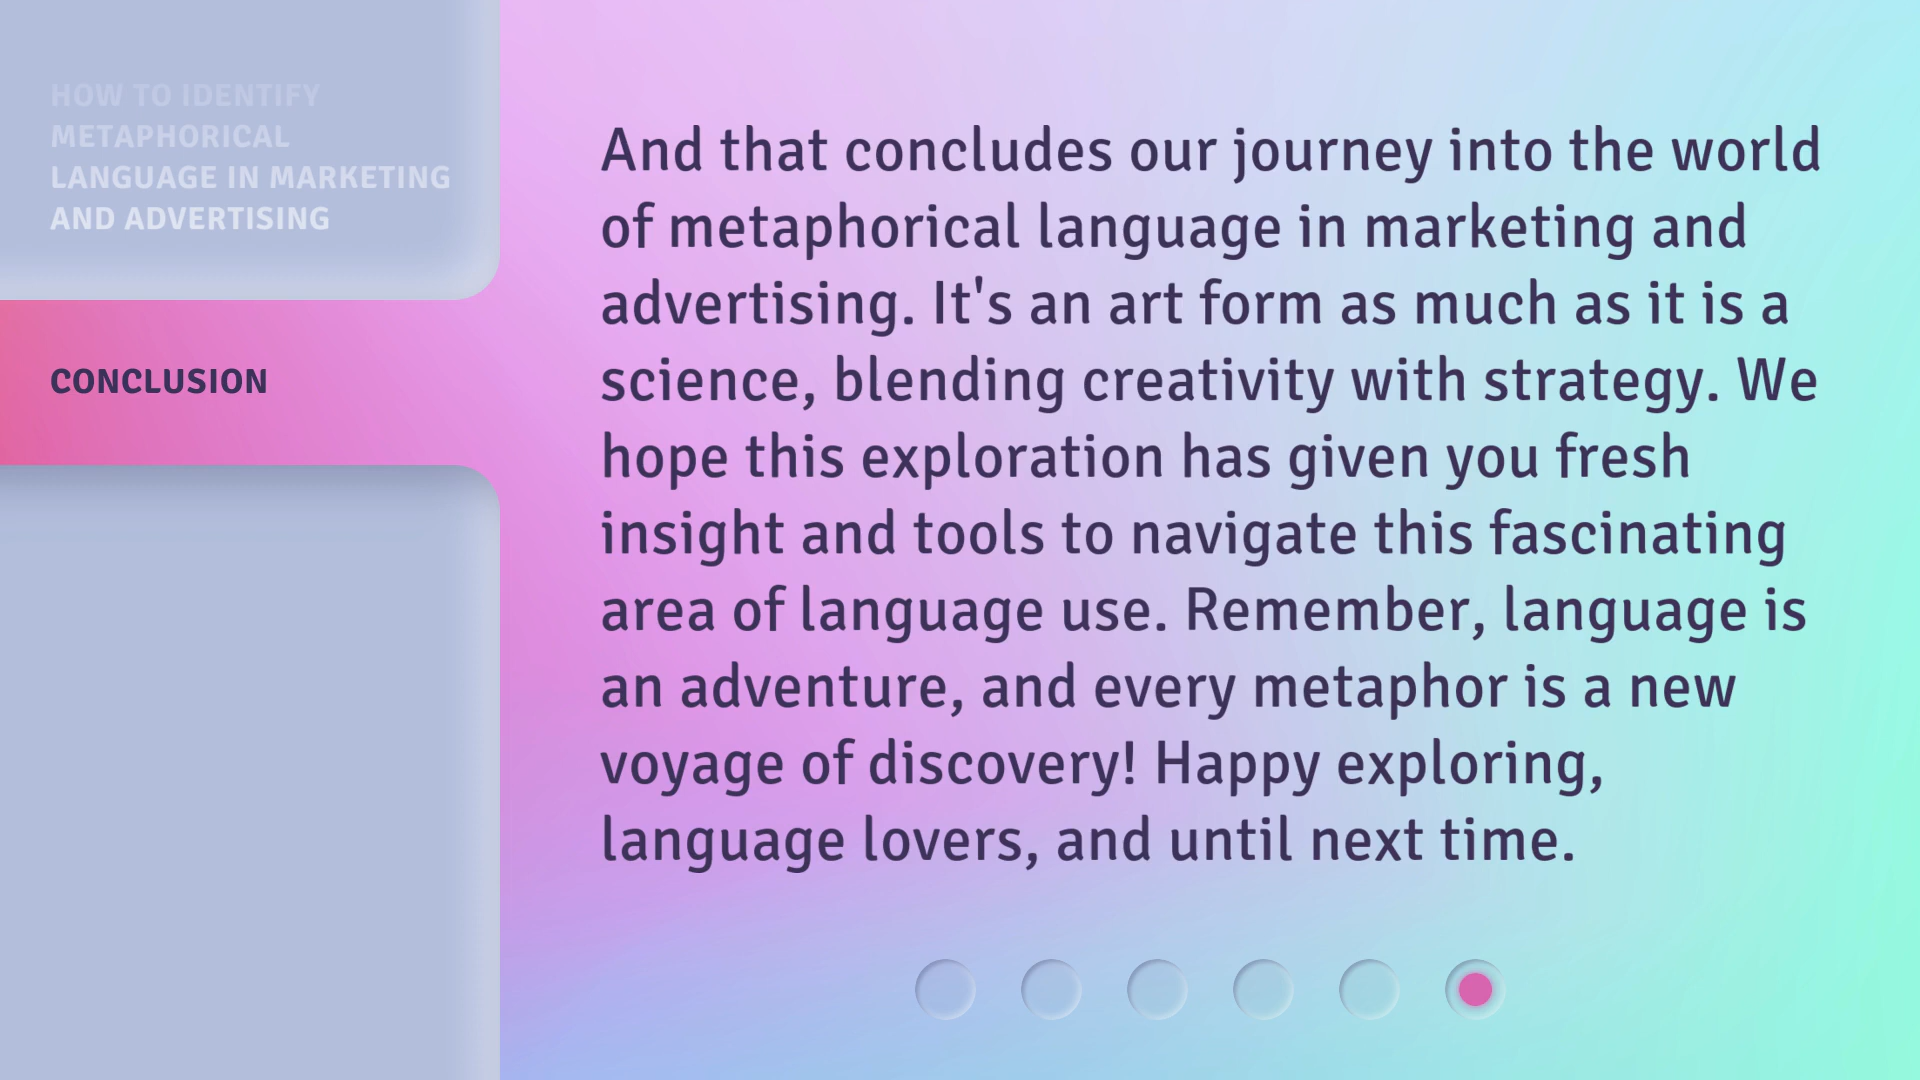 HOW TO IDENTIFY
METAPHORICAL
LANGUAGE IN MARKETING
AND ADVERTISING
CONCLUSION
And that concludes our journey into the world
of metaphorical language in marketing and
advertising. It's an art form as much as it is a
science, blending creativity with strategy. We
hope this exploration has given you fresh
insight and tools to navigate this fascinating
area of language use. Remember, language is
an adventure, and every metaphor is a new
voyage of discovery! Happy exploring,
language lovers, and until next time.